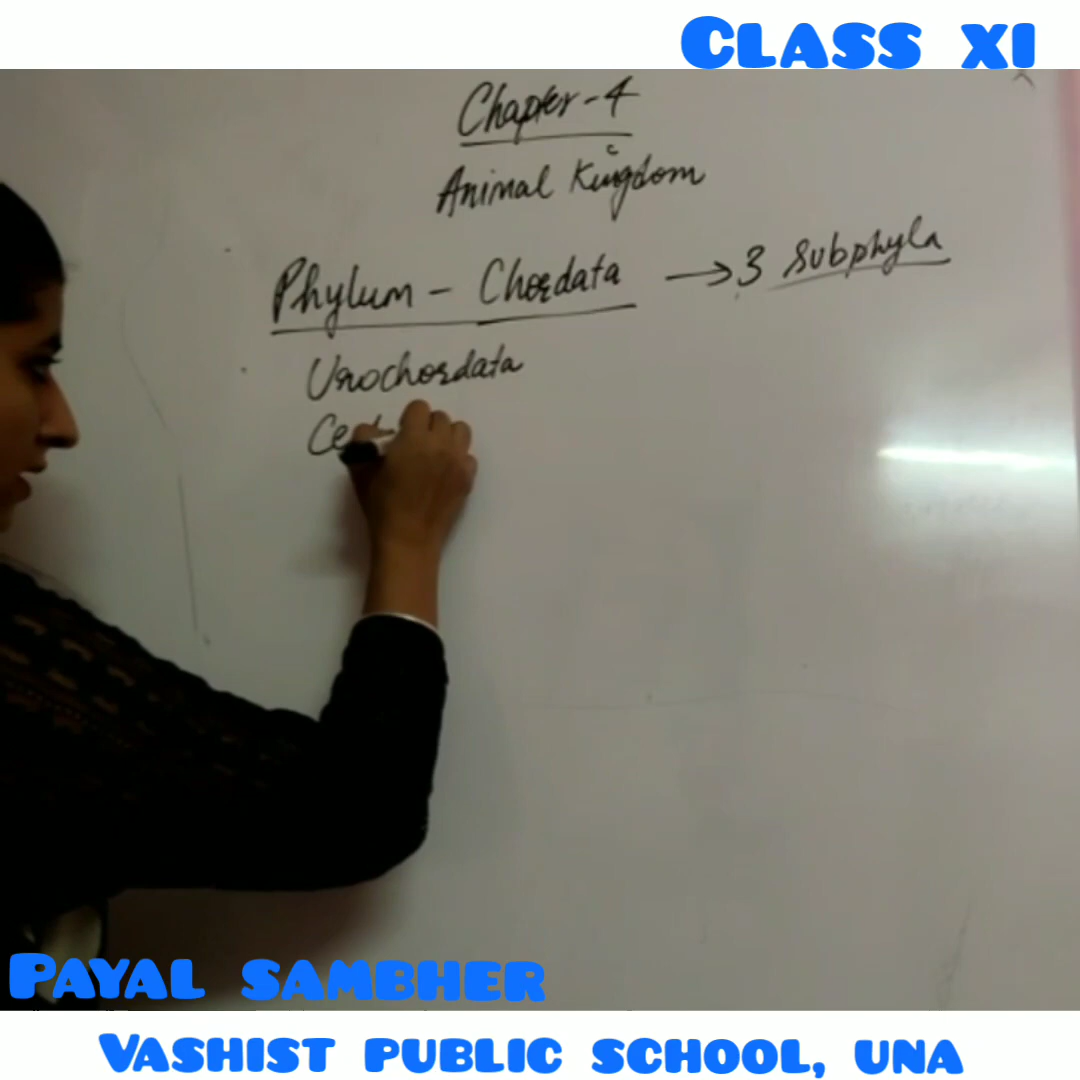 CLASS XI
Chapter-4
Animal Kingdom
Phylum - Chordata → 3 Subphyla
Urochordata
PAYAL SAMBHER
VASHIST PUBLIC SCHOOL, UNA